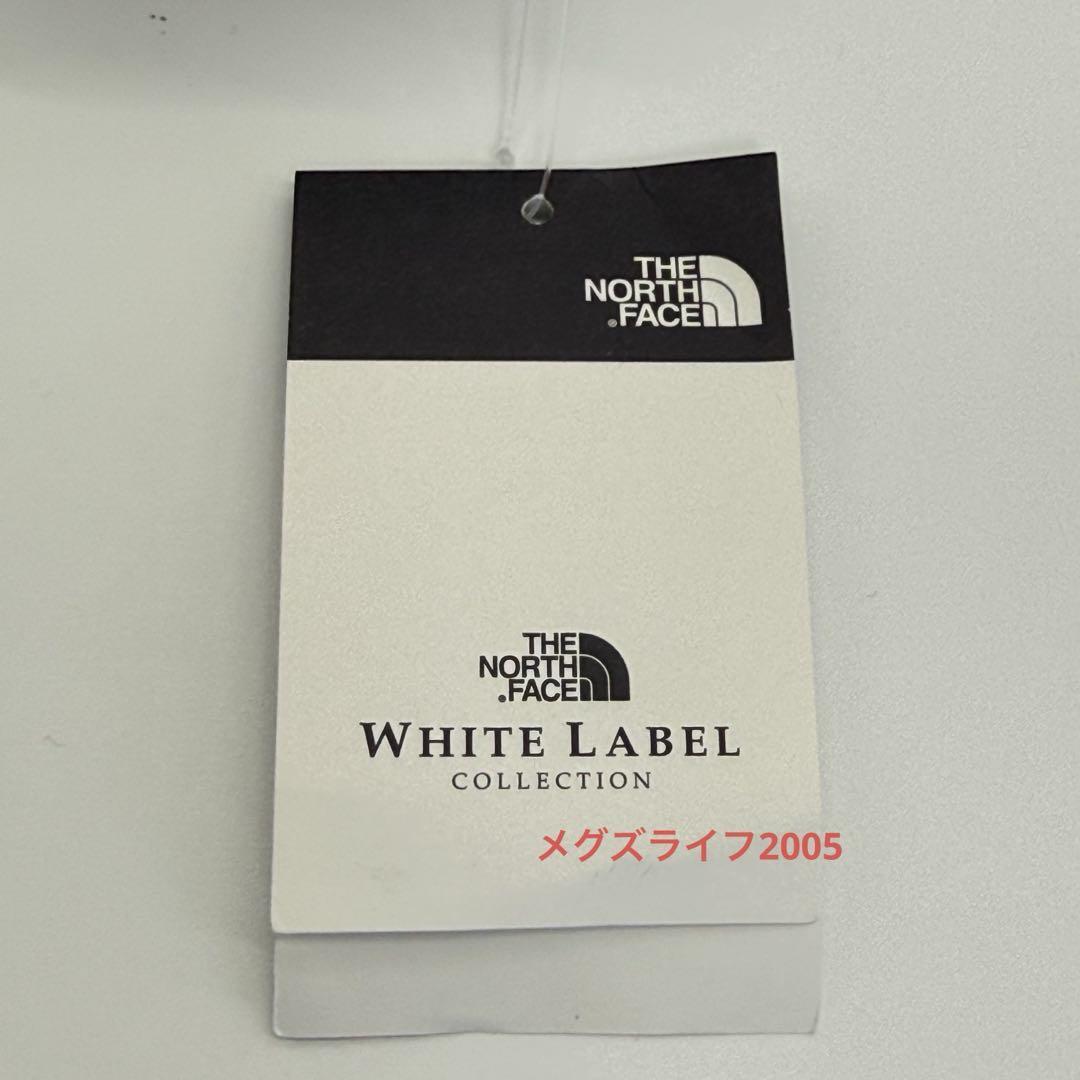 THE
NORTH
®FACE
THE
NORTH
.FACE
WHITE LABEL
COLLECTION
メグズライフ2005